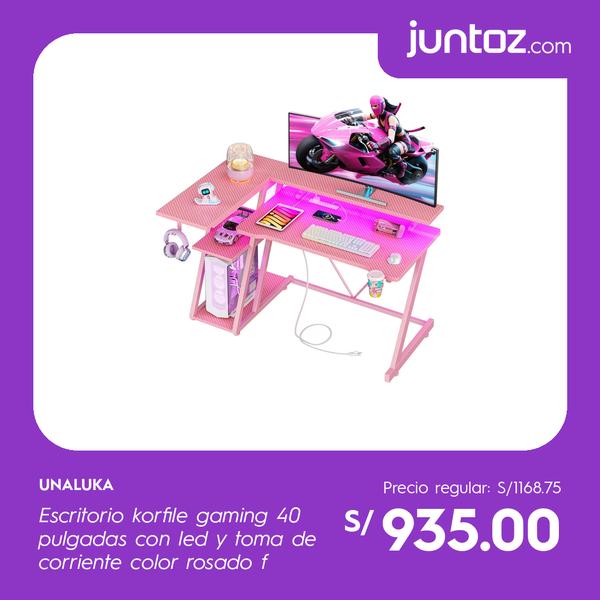 juntoz.com
UNALUKA
Escritorio korfile gaming 40
pulgadas con led y toma de
corriente color rosado f
Precio regular: S/1168.75
S/ 935.00